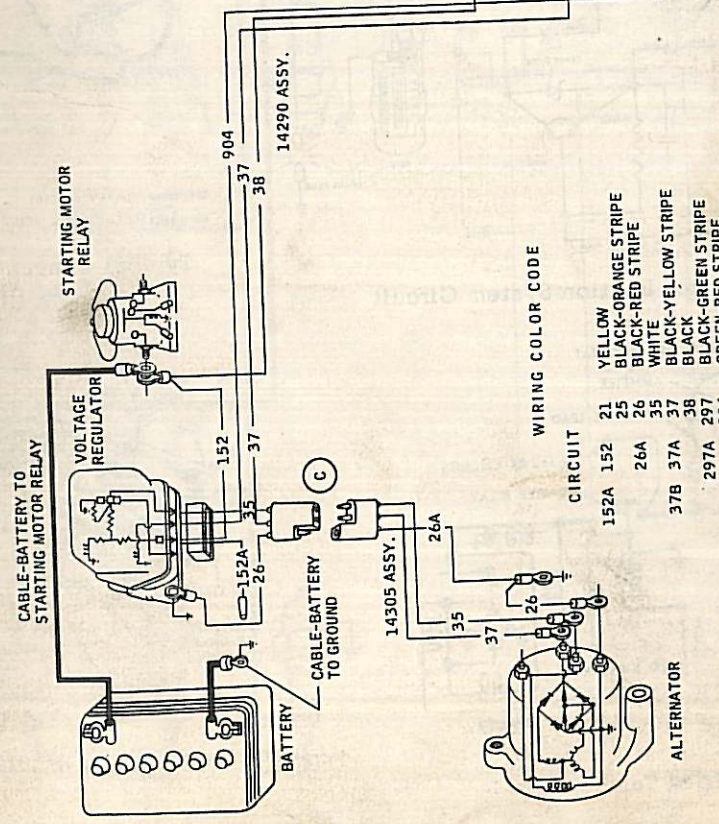 CABLE-BATTERY TO
STARTING MOTOR RELAY
VOLTAGE
REGULATOR
STARTING MOTOR
RELAY
BATTERY
CABLE-BATTERY
TO GROUND
152A
26
35
152
37
904
37
38
14290 ASSY.
C
14305 ASSY.
26A
35
37
26
ALTERNATOR
WIRING COLOR CODE
CIRCUIT
152A 152 21 YELLOW
25 BLACK-ORANGE STRIPE
26A 26 BLACK-RED STRIPE
35 WHITE
37B 37A 37 BLACK-YELLOW STRIPE
38 BLACK
297A 297 BLACK-GREEN STRIPE